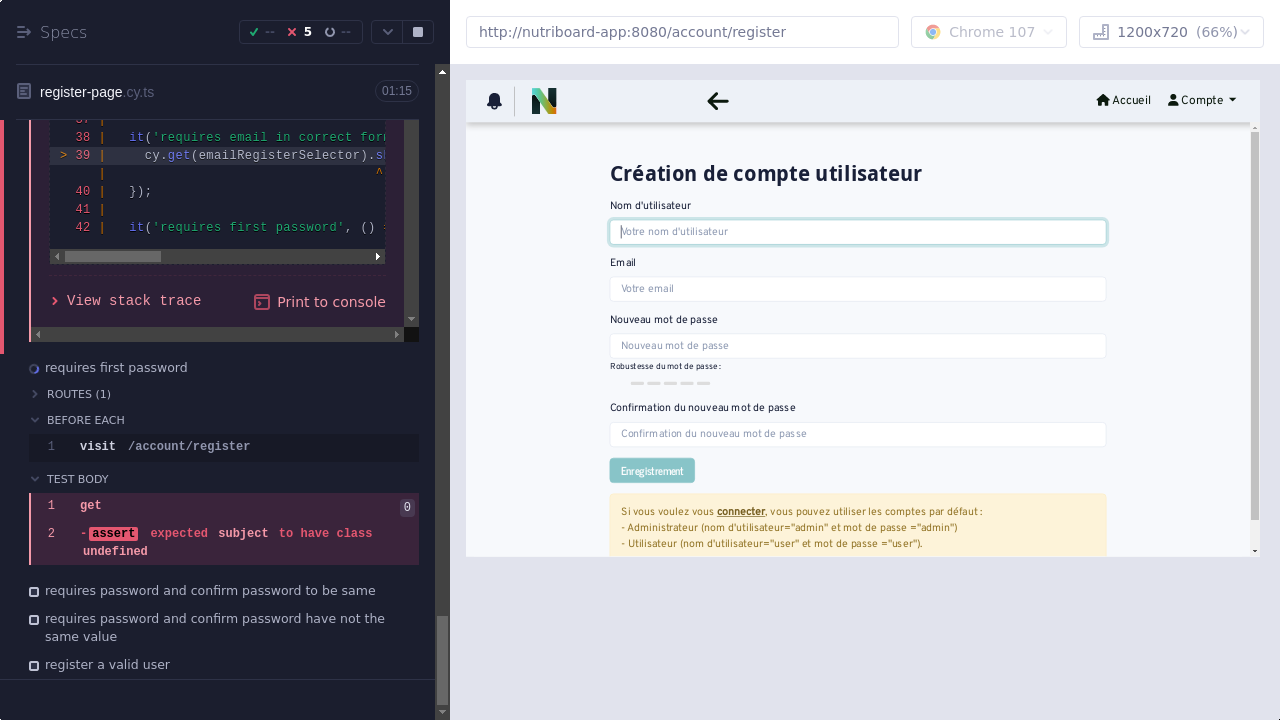 Specs
-- 5 --
register-page.cy.ts 01:15
37 |
38 | it('requires email in correct for
> 39 | cy.get(emailRegisterSelector).s
| ^
40 | });
41 |
42 | it('requires first password', ()
View stack trace
Print to console
requires first password
ROUTES (1)
BEFORE EACH
1 visit /account/register
TEST BODY
1 get 0
2 -assert expected subject to have class
undefined
requires password and confirm password to be same
requires password and confirm password have not the
same value
register a valid user
http://nutriboard-app:8080/account/register
Chrome 107
1200x720 (66%)
Accueil
Compte
Création de compte utilisateur
Nom d'utilisateur
Votre nom d'utilisateur
Email
Votre email
Nouveau mot de passe
Nouveau mot de passe
Robustesse du mot de passe :
Confirmation du nouveau mot de passe
Confirmation du nouveau mot de passe
Enregistrement
Si vous voulez vous connecter, vous pouvez utiliser les comptes par défaut :
- Administrateur (nom d'utilisateur="admin" et mot de passe ="admin")
- Utilisateur (nom d'utilisateur="user" et mot de passe ="user").